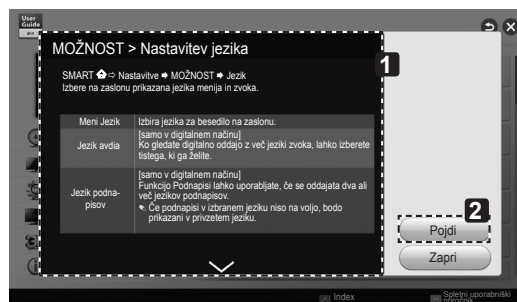 User
Guide
MOŽNOST > Nastavitev jezika
1
SMART ⇨ Nastavitve ➡ MOŽNOST ➡ Jezik
Izbere na zaslonu prikazana jezika menija in zvoka.
Meni Jezik
Izbira jezika za besedilo na zaslonu.
Jezik avdia
[samo v digitalnem načinu]
Ko gledate digitalno oddajo z več jeziki zvoka, lahko izberete
tistega, ki ga želite.
Jezik podna-
pisov
[samo v digitalnem načinu]
Funkcijo Podnapisi lahko uporabljate, če se oddajata dva ali
več jezikov podnapisov.
Če podnapisi v izbranem jeziku niso na voljo, bodo
prikazani v privzetem jeziku.
2
Pojdi
Zapri
Index
Spletni uporabniški